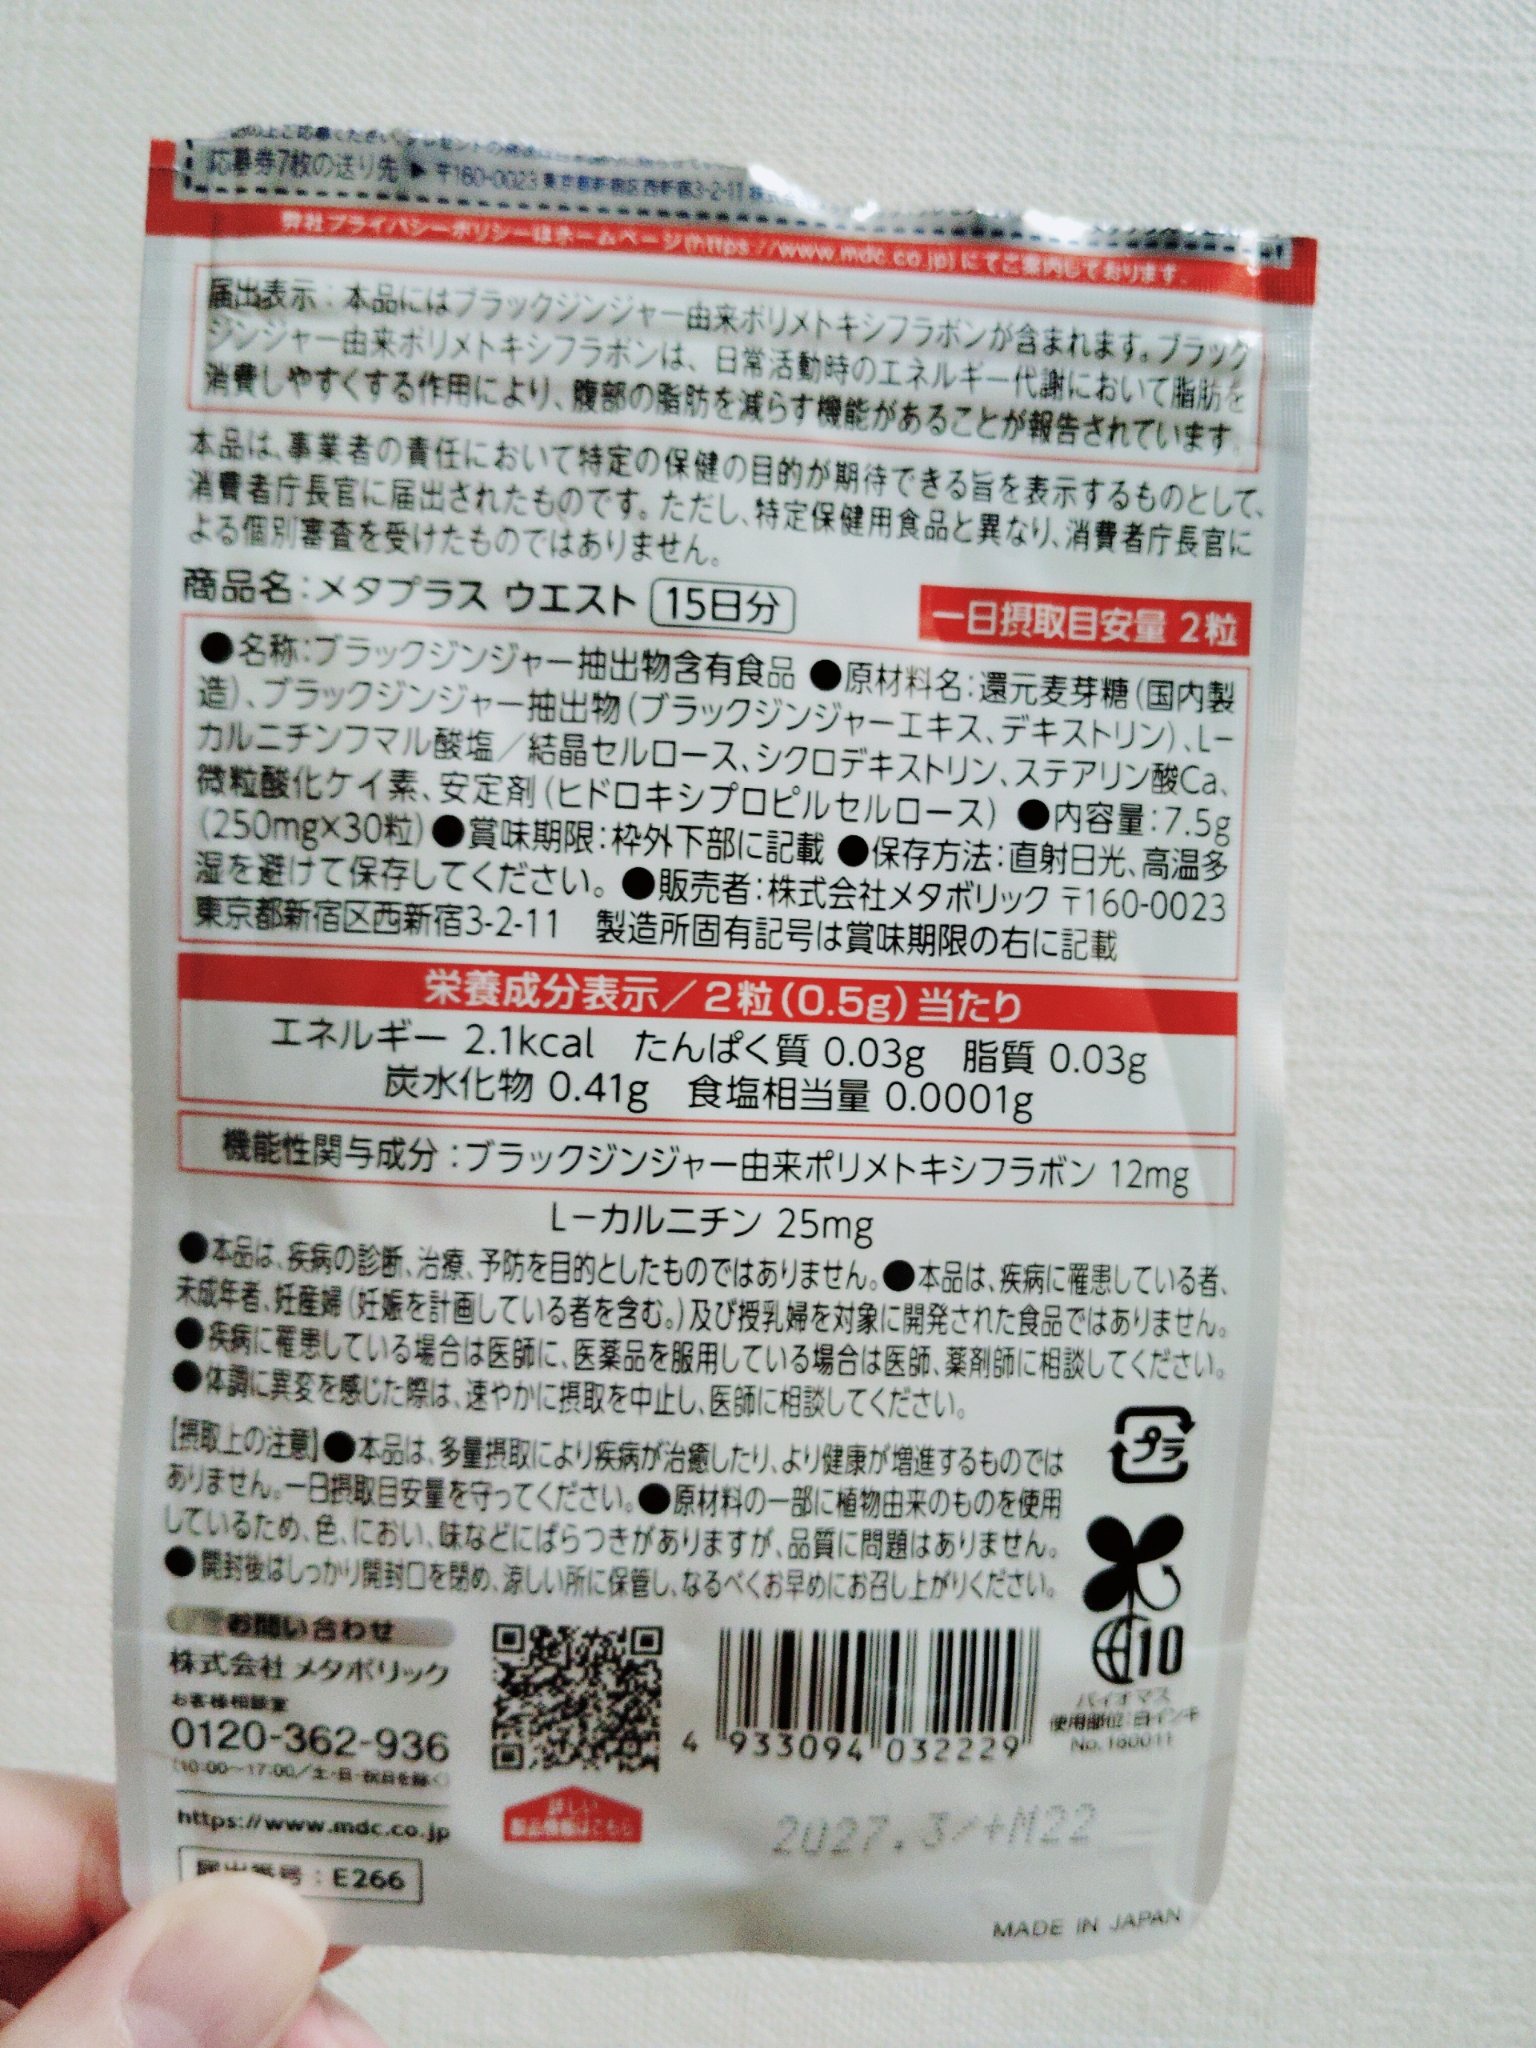 応募券7枚の送り先▶〒160-0023 東京都新宿区西新宿3-2-11
弊社プライバシーポリシーはホームページ(https://www.mdc.co.jp)にてご案内しております。
届出表示:本品にはブラックジンジャー由来ポリメトキシフラボンが含まれます。ブラック
ジンジャー由来ポリメトキシフラボンは、日常活動時のエネルギー代謝において脂肪を
消費しやすくする作用により、腹部の脂肪を減らす機能があることが報告されています。
本品は、事業者の責任において特定の保健の目的が期待できる旨を表示するものとして、
消費者庁長官に届出されたものです。ただし、特定保健用食品と異なり、消費者庁長官に
よる個別審査を受けたものではありません。
商品名:メタプラス ウエスト 15日分
一日摂取目安量 2粒
●名称:ブラックジンジャー抽出物含有食品 ●原材料名:還元麦芽糖(国内製
造)、ブラックジンジャー抽出物(ブラックジンジャーエキス、デキストリン)、L-
カルニチンフマル酸塩/結晶セルロース、シクロデキストリン、ステアリン酸Ca、
微粒酸化ケイ素、安定剤(ヒドロキシプロピルセルロース) ●内容量:7.5g
(250mg×30粒) ●賞味期限:枠外下部に記載 ●保存方法:直射日光、高温多
湿を避けて保存してください。 ●販売者:株式会社メタボリック 〒160-0023
東京都新宿区西新宿3-2-11 製造所固有記号は賞味期限の右に記載
栄養成分表示/2粒(0.5g)当たり
エネルギー 2.1kcal たんぱく質 0.03g 脂質 0.03g
炭水化物 0.41g 食塩相当量 0.0001g
機能性関与成分:ブラックジンジャー由来ポリメトキシフラボン 12mg
L-カルニチン 25mg
●本品は、疾病の診断、治療、予防を目的としたものではありません。●本品は、疾病に罹患している者、
未成年者、妊産婦(妊娠を計画している者を含む。)及び授乳婦を対象に開発された食品ではありません。
●疾病に罹患している場合は医師に、医薬品を服用している場合は医師、薬剤師に相談してください。
●体調に異変を感じた際は、速やかに摂取を中止し、医師に相談してください。
【摂取上の注意】●本品は、多量摂取により疾病が治癒したり、より健康が増進するものでは
ありません。一日摂取目安量を守ってください。●原材料の一部に植物由来のものを使用
しているため、色、におい、味などにばらつきがありますが、品質に問題はありません。
●開封後はしっかり開封口を閉め、涼しい所に保管し、なるべくお早めにお召し上がりください。
プラ
10
バイオマス
使用部位:白インキ
No.160011
お問い合わせ
株式会社 メタボリック
お客様相談室
0120-362-936
(10:00~17:00/土・日・祝日を除く)
https://www.mdc.co.jp
届出番号:E266
詳しい
製品情報はこちら
4 933094 032229
2027.3/+M22
MADE IN JAPAN